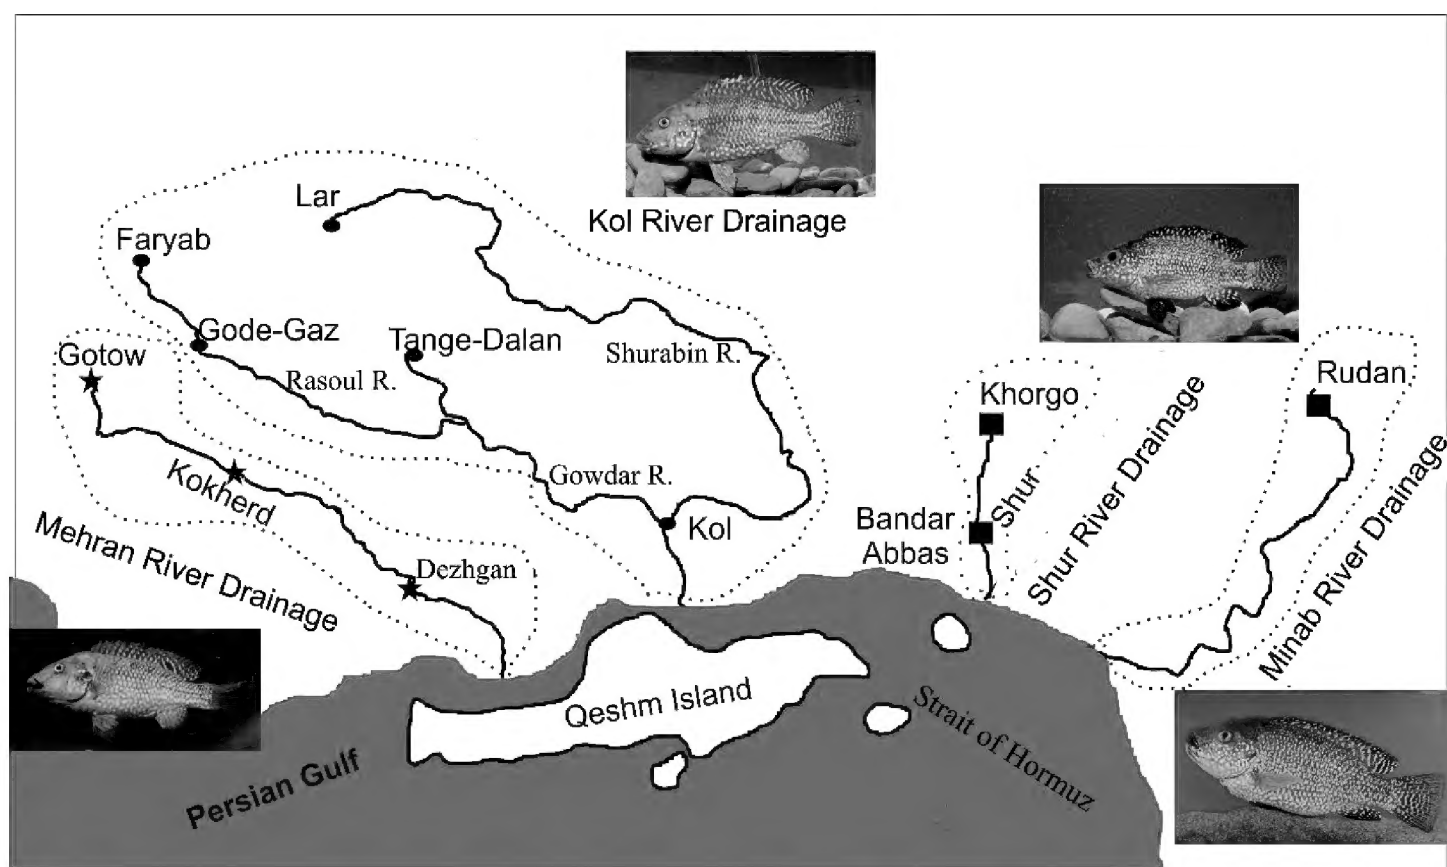 Kol River Drainage
Lar
Faryab
Gode-Gaz
Tange-Dalan
Shurabin R.
Gotow
Rasoul R.
Khorgo
Rudan
Kokherd
Gowdar R.
Kol
Bandar
Abbas
Shur
Shur River Drainage
Minab River Drainage
Mehran River Drainage
Dezhgan
Qeshm Island
Strait of Hormuz
Persian Gulf